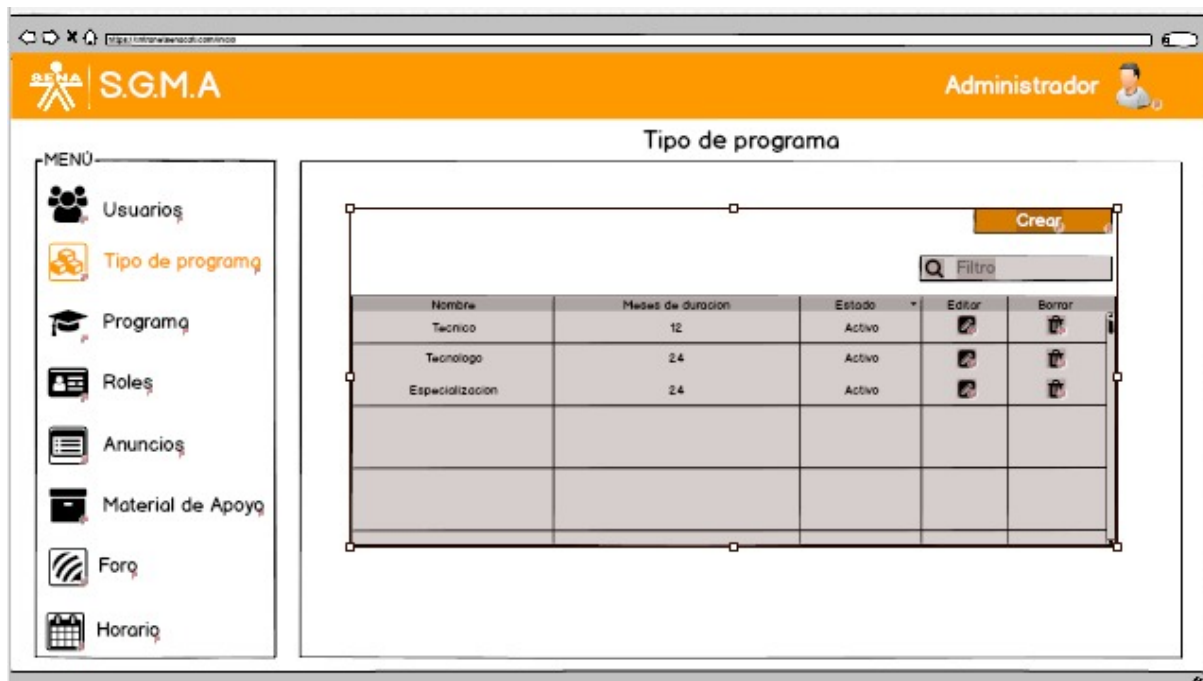 SENA S.G.M.A Administrador
Tipo de programa
MENÚ
Usuarios
Tipo de programa
Programa
Roles
Anuncios
Material de Apoyo
Foro
Horario
Crear
Filtro
Nombre Meses de duracion Estado Editar Borrar
Tecnico 12 Activo
Tecnologo 24 Activo
Especializacion 24 Activo